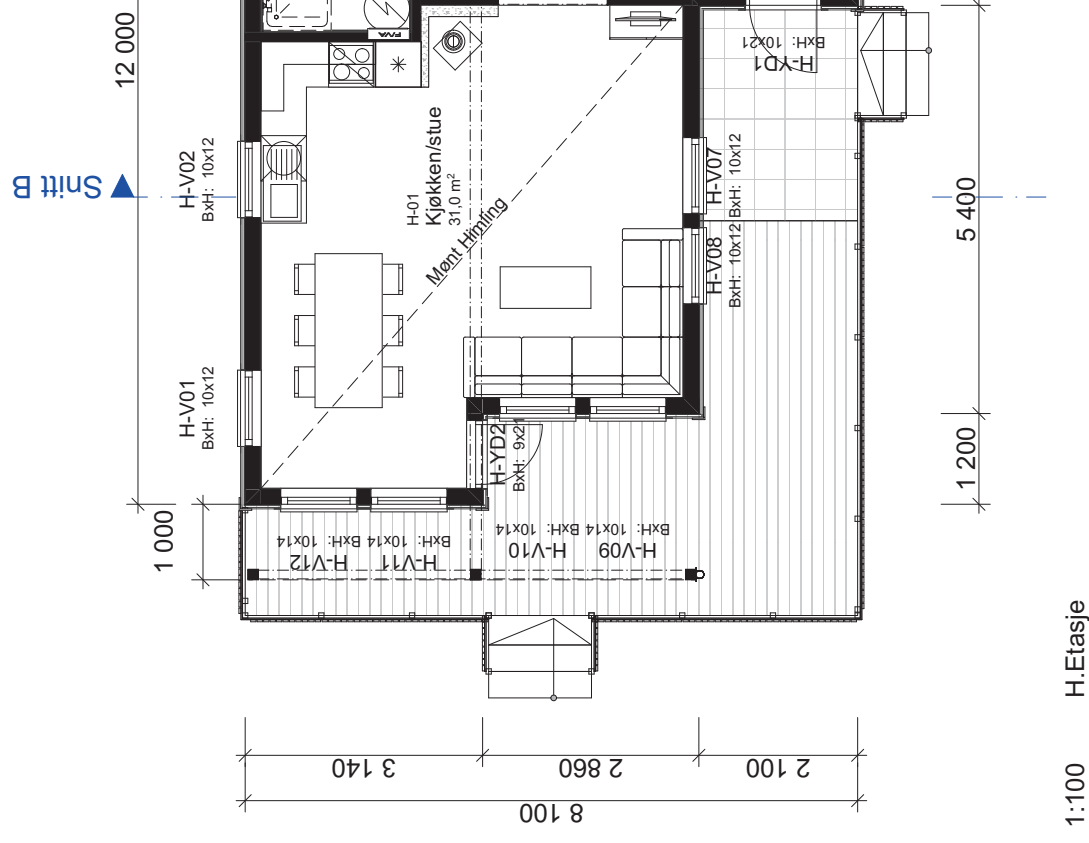 12 000
FVA
BxH: 10x21
H-YD1
Snitt B
H-V02
BxH: 10x12
H-01
Kjøkken/stue
31,0 m²
Mønt Himling
H-V07
BxH: 10x12
H-V08
BxH: 10x12
5 400
H-V01
BxH: 10x12
H-YD2
BxH: 9x21
1 200
1 000
BxH: 10x14
H-V12
BxH: 10x14
H-V11
BxH: 10x14
H-V10
BxH: 10x14
H-V09
3 140
2 860
2 100
8 100
1:100
H.Etasje